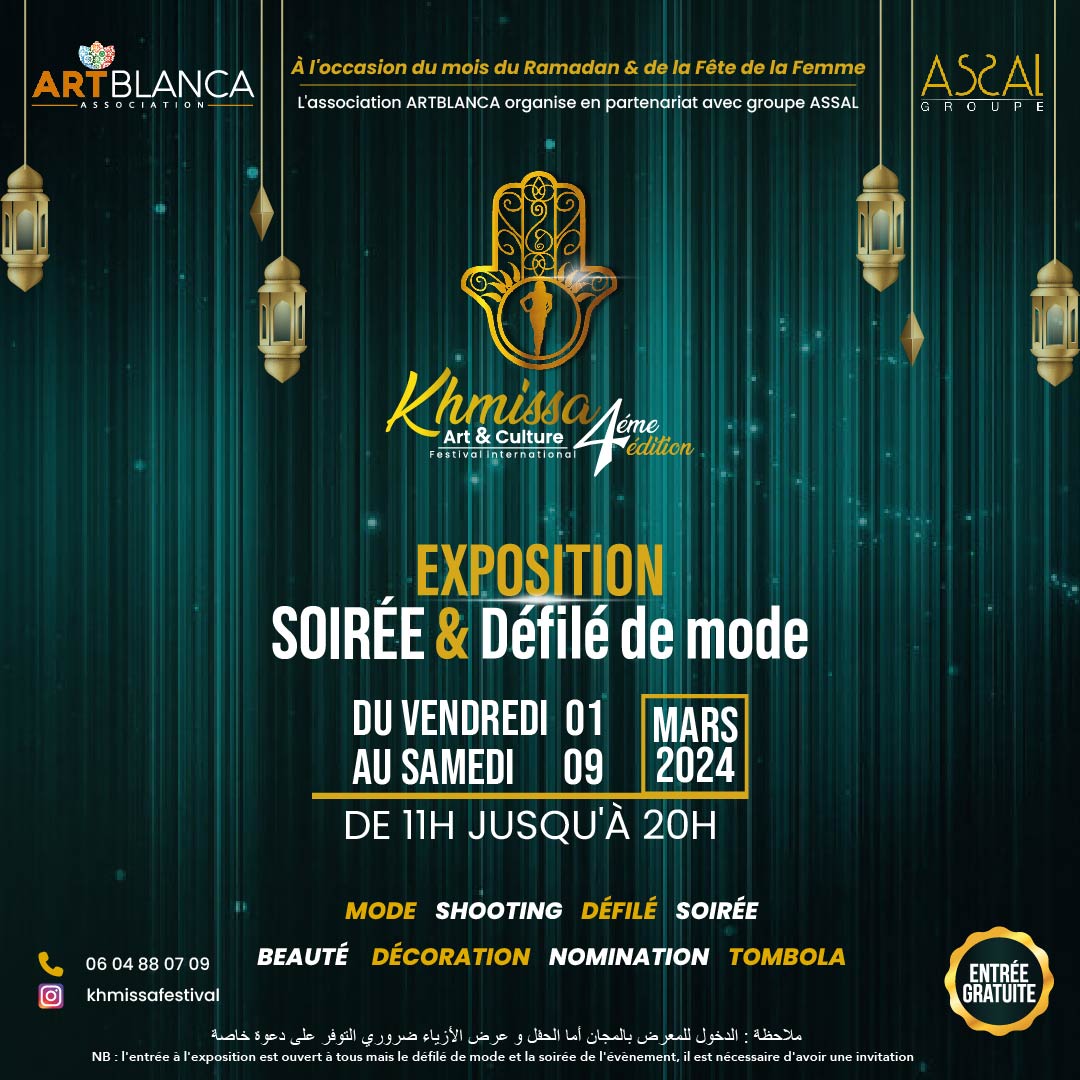 ARTBLANCA
ASSOCIATION
À l'occasion du mois du Ramadan & de la Fête de la Femme
L'association ARTBLANCA organise en partenariat avec groupe ASSAL
ASSAL
GROUPE
Khmissa
Art & Culture
Festival international
4éme
édition
EXPOSITION
SOIRÉE & Défilé de mode
DU VENDREDI 01
AU SAMEDI 09
MARS
2024
DE 11H JUSQU'À 20H
MODE SHOOTING DÉFILÉ SOIRÉE
BEAUTÉ DÉCORATION NOMINATION TOMBOLA
06 04 88 07 09
khmissafestival
ENTRÉE
GRATUITE
ملاحظة : الدخول للمعرض بالمجان أما الحفل و عرض الأزياء ضروري التوفر على دعوة خاصة
NB : l'entrée à l'exposition est ouvert à tous mais le défilé de mode et la soirée de l'évènement, il est nécessaire d'avoir une invitation